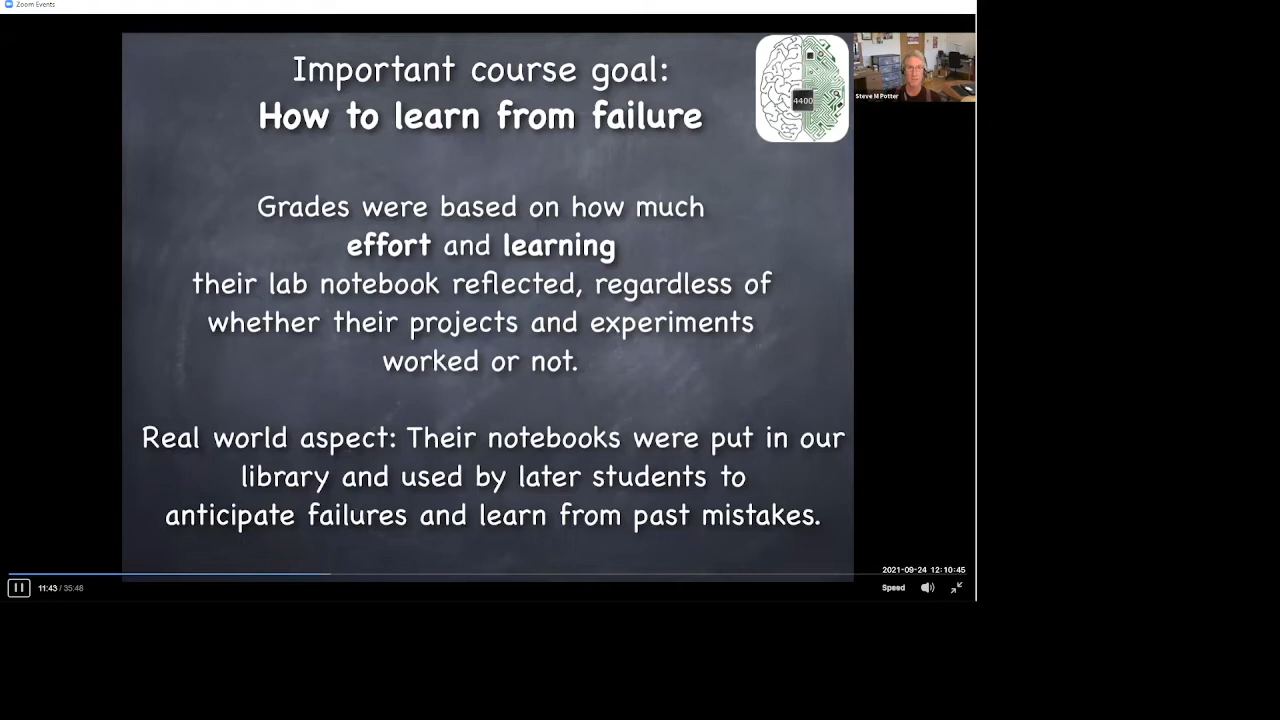 Zoom Events
Important course goal:
How to learn from failure
4400
Steve M Potter
Grades were based on how much
effort and learning
their lab notebook reflected, regardless of
whether their projects and experiments
worked or not.
Real world aspect: Their notebooks were put in our
library and used by later students to
anticipate failures and learn from past mistakes.
2021-09-24 12:10:45
11:43 / 35:48
Speed